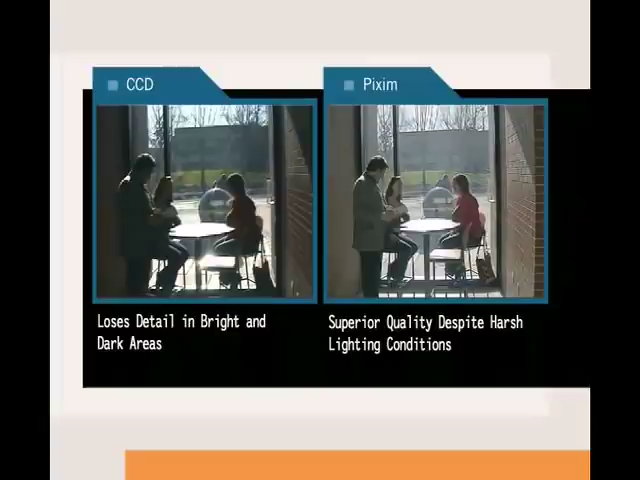 CCD
Pixim
Loses Detail in Bright and
Dark Areas
Superior Quality Despite Harsh
Lighting Conditions